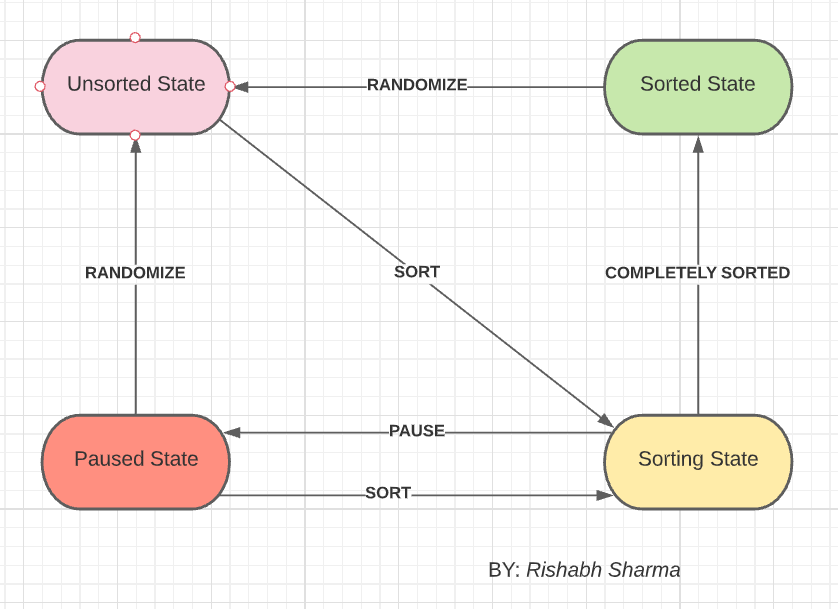 Unsorted State
RANDOMIZE
Sorted State
RANDOMIZE
SORT
COMPLETELY SORTED
Paused State
PAUSE
SORT
Sorting State
BY: Rishabh Sharma